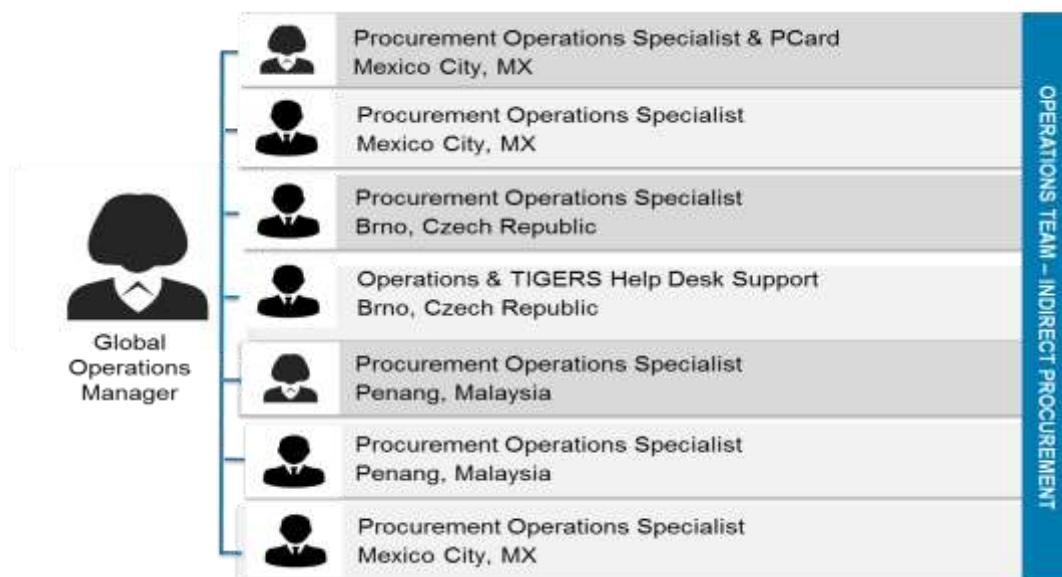 Procurement Operations Specialist & PCard
Mexico City, MX
Procurement Operations Specialist
Mexico City, MX
Procurement Operations Specialist
Brno, Czech Republic
Operations & TIGERS Help Desk Support
Brno, Czech Republic
Global
Operations
Manager
Procurement Operations Specialist
Penang, Malaysia
Procurement Operations Specialist
Penang, Malaysia
Procurement Operations Specialist
Mexico City, MX
OPERATIONS TEAM – INDIRECT PROCUREMENT